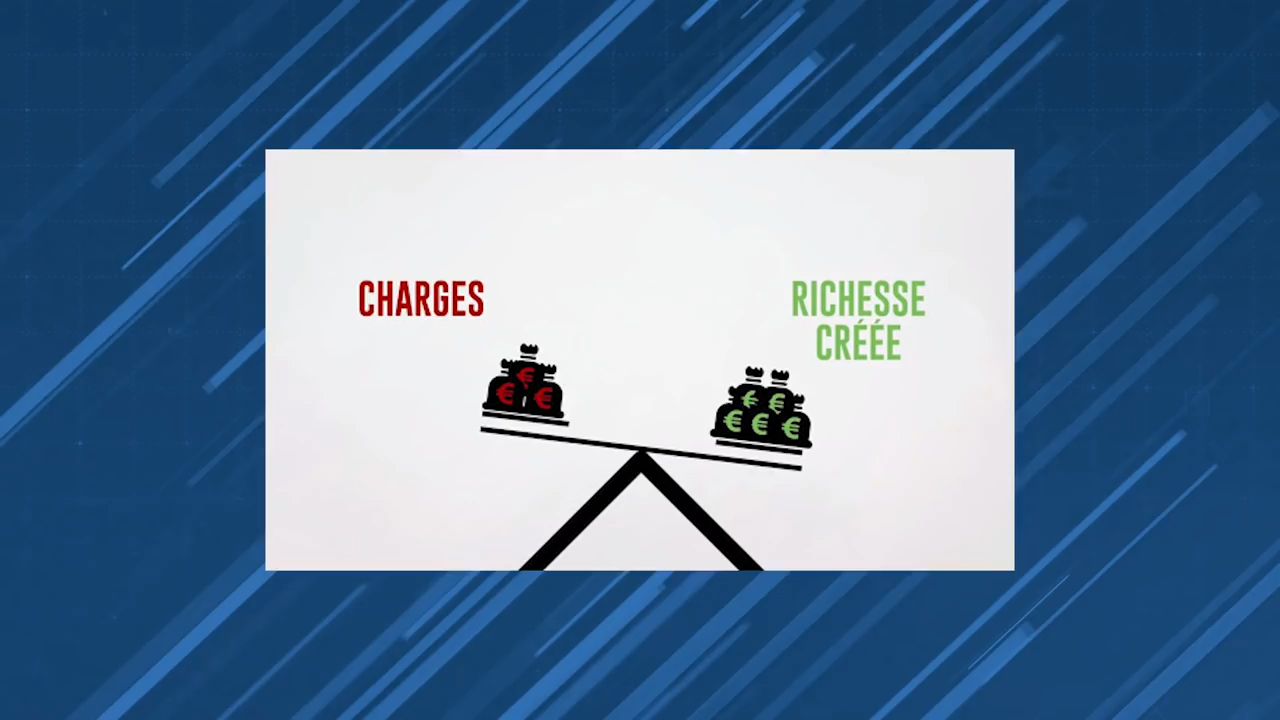 CHARGES
RICHESSE
CRÉÉE
€
€ €
€ €
€ € €